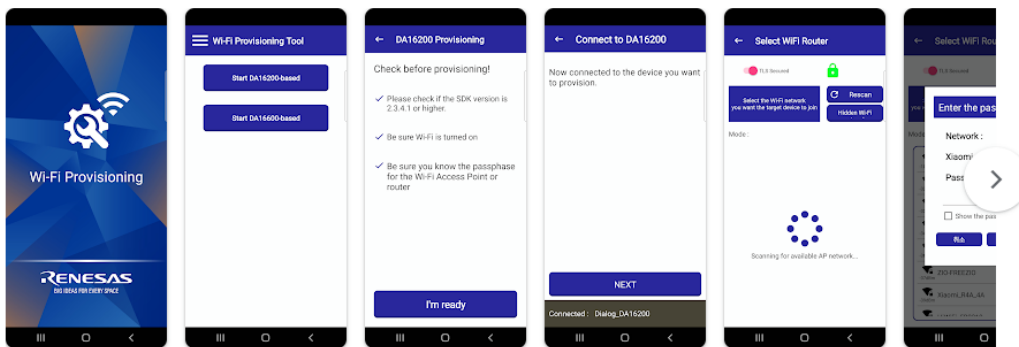 Wi-Fi Provisioning
RENESAS
BIG IDEAS FOR EVERY SPACE
Wi-Fi Provisioning Tool
Start DA16200-based
Start DA16600-based
DA16200 Provisioning
Check before provisioning!
Please check if the SDK version is
2.3.4.1 or higher.
Be sure Wi-Fi is turned on
Be sure you know the passphase
for the Wi-Fi Access Point or
router
I'm ready
Connect to DA16200
Now connected to the device you want
to provision.
NEXT
Connected : Dialog_DA16200
Select WiFi Router
TLS Secured
Select the Wi-Fi network
you want the target device to join
Rescan
Hidden Wi-Fi
Mode :
Scanning for available AP network...
Select WiFi Rou
TLS Secured
Enter the pas
Network :
Xiaomi
Pass
Show the pas
취소
ZIO-FREEZIO
Xiaomi_R4A_4A